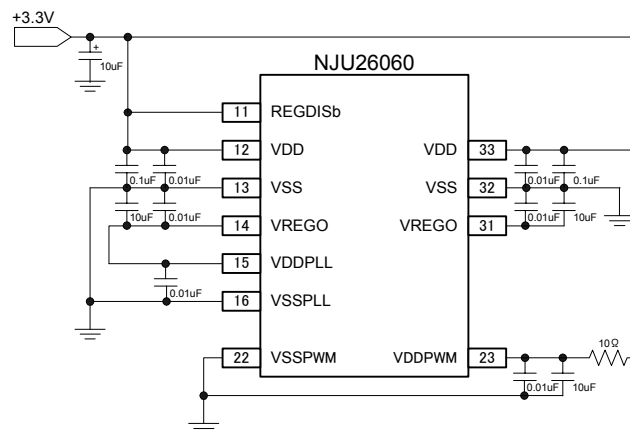 +3.3V
+
10uF
NJU26060
11 REGDISb
12 VDD
VDD 33
0.1uF
0.01uF
0.01uF
0.1uF
13 VSS
VSS 32
10uF
0.01uF
0.01uF
10uF
14 VREGO
VREGO 31
15 VDDPLL
0.01uF
16 VSSPLL
10Ω
22 VSSPWM
VDDPWM 23
0.01uF
10uF